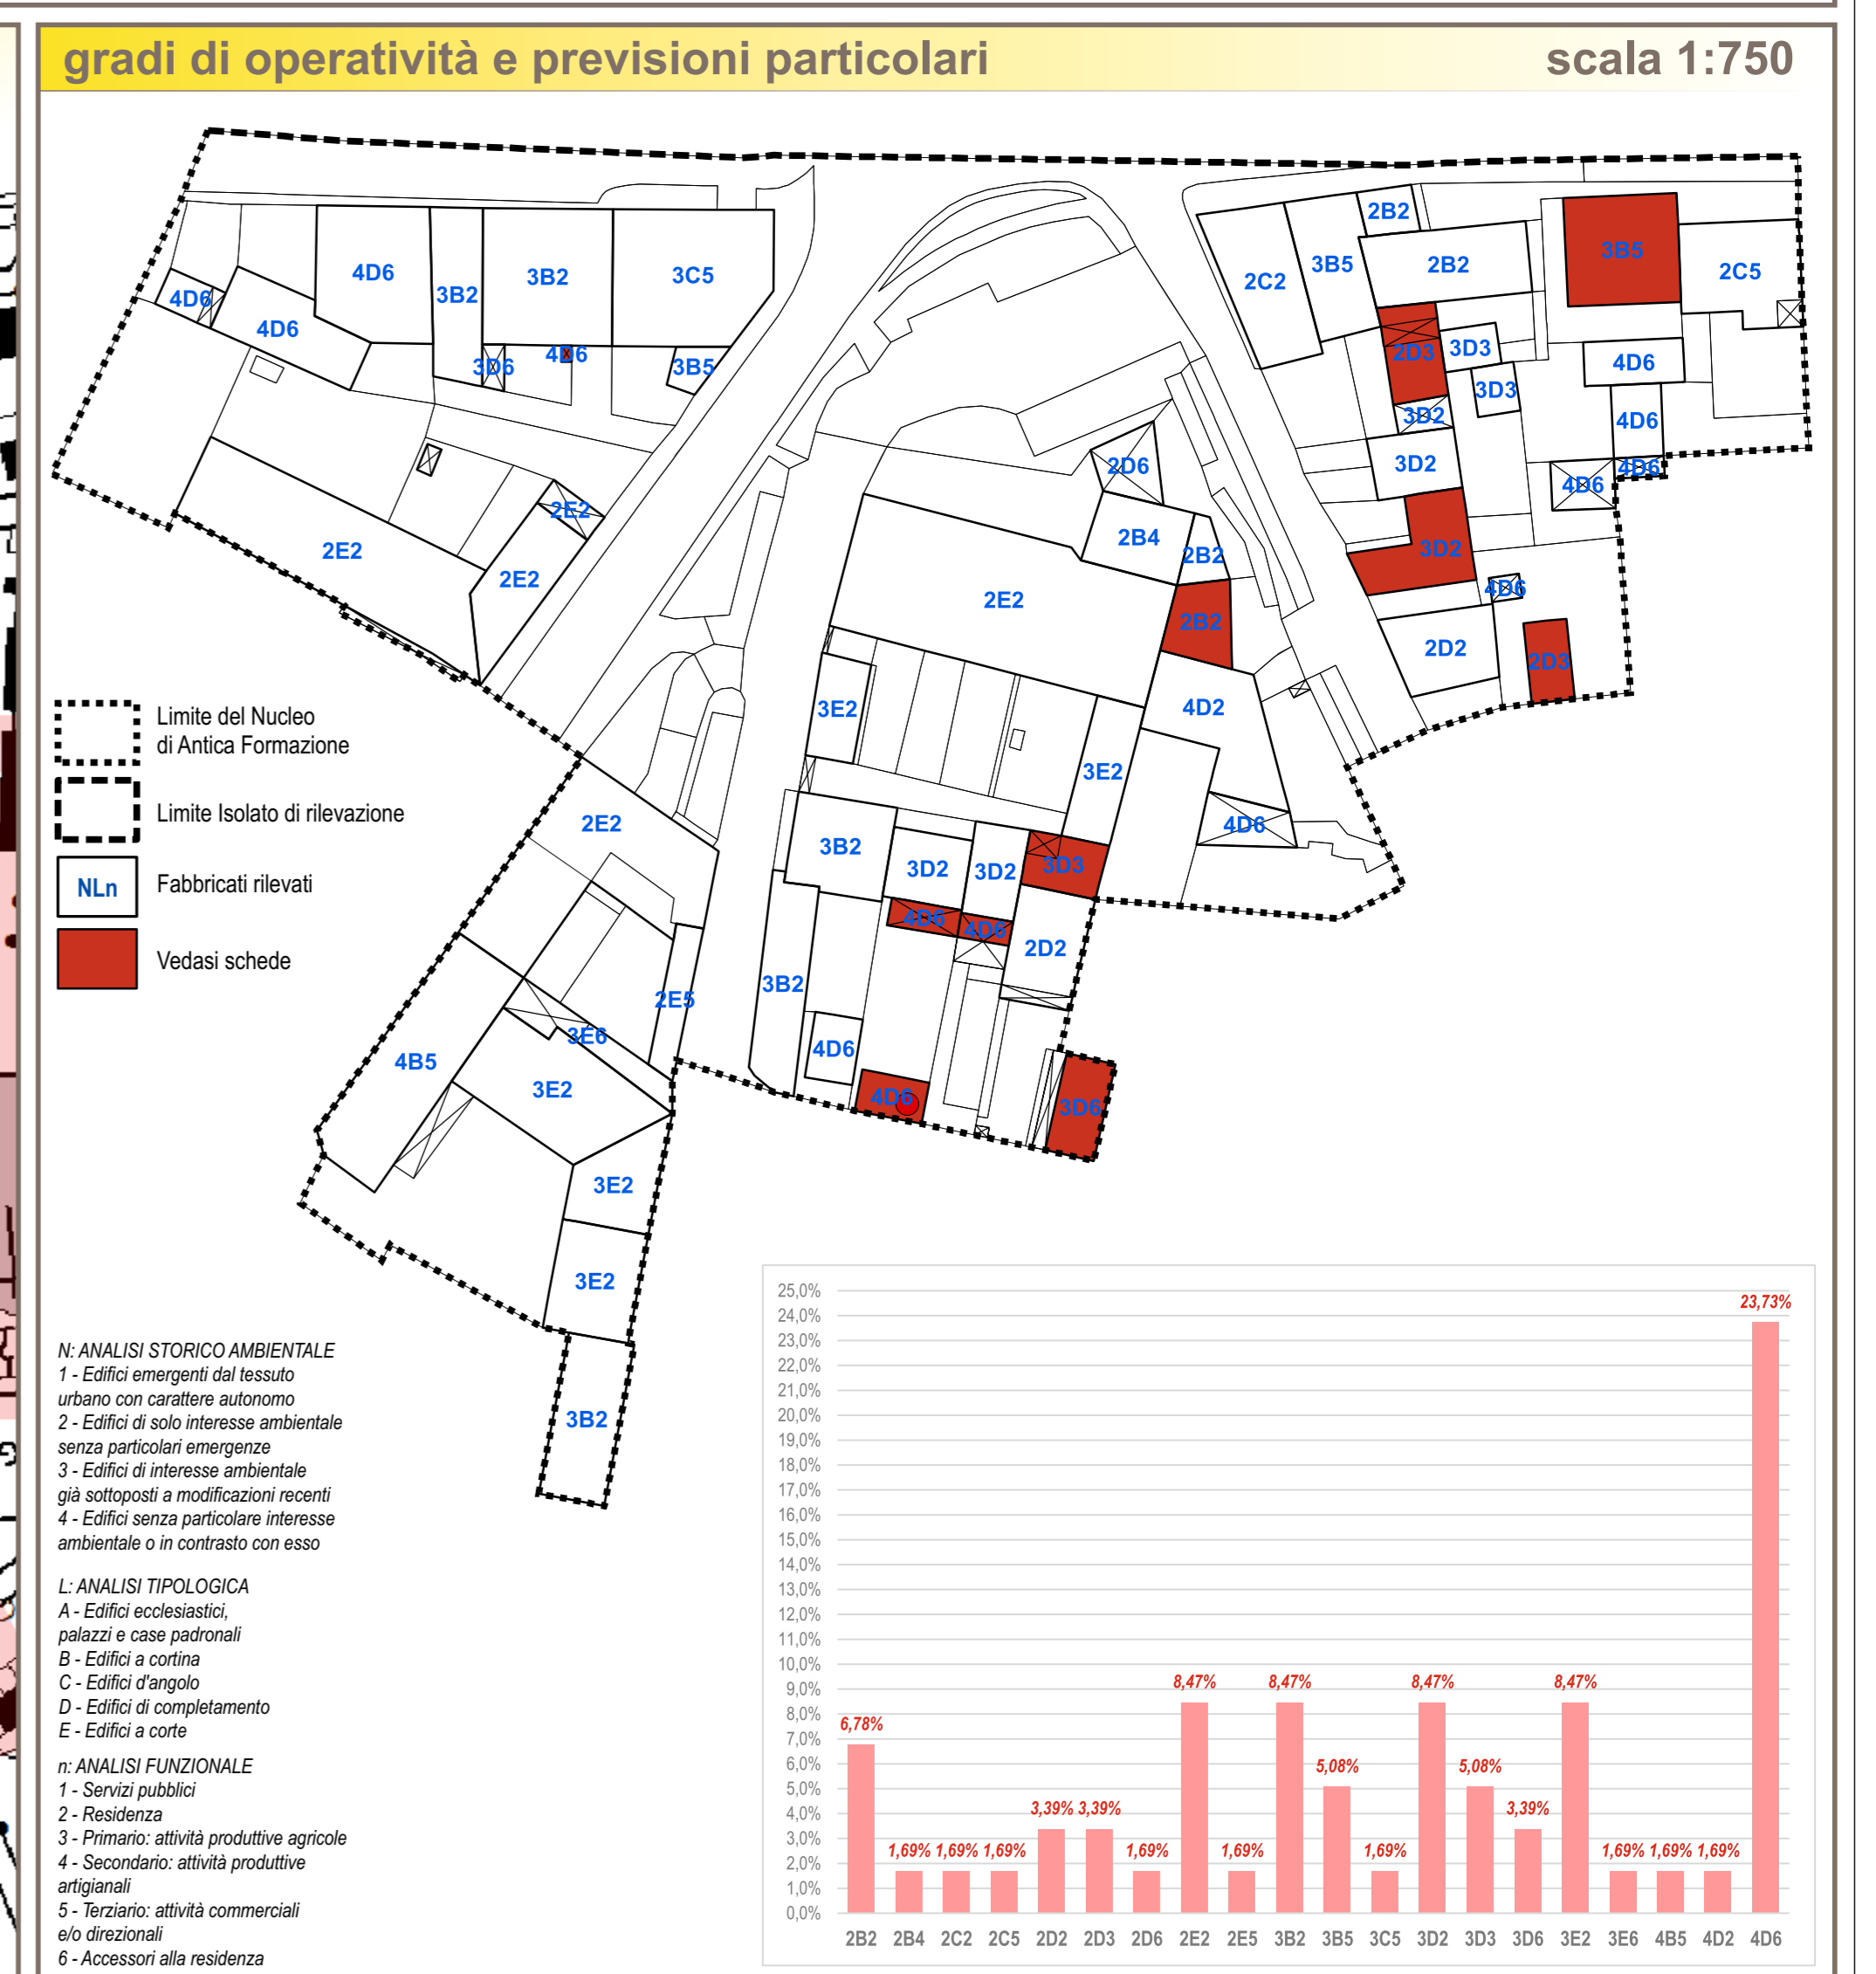 gradi di operatività e previsioni particolari scala 1:750
2B2
4D6 3B2 3B2 3C5 2C2 3B5 2B2 3B5 2C5
4D6 4D6
3D6 4D6 3B5 2D3 3D3 4D6
3D3
3D2 4D6
2D6 3D2 4D6
4D6
2E2
2E2 2B4 2B2 3D2
2E2 2E2 4D6
2B2
2D2 2D3
3E2 4D2
3E2
2E2 4D6
3B2 3D2 3D2 3D3
4D6 4D6
2D2
3B2
2E5
3E6 4D6
4B5
3E2 4D6 3D6
3E2
3E2
3B2
Limite del Nucleo
di Antica Formazione
Limite Isolato di rilevazione
NLn Fabbricati rilevati
Vedasi schede
N: ANALISI STORICO AMBIENTALE
1 - Edifici emergenti dal tessuto
urbano con carattere autonomo
2 - Edifici di solo interesse ambientale
senza particolari emergenze
3 - Edifici di interesse ambientale
già sottoposti a modificazioni recenti
4 - Edifici senza particolare interesse
ambientale o in contrasto con esso
L: ANALISI TIPOLOGICA
A - Edifici ecclesiastici,
palazzi e case padronali
B - Edifici a cortina
C - Edifici d'angolo
D - Edifici di completamento
E - Edifici a corte
n: ANALISI FUNZIONALE
1 - Servizi pubblici
2 - Residenza
3 - Primario: attività produttive agricole
4 - Secondario: attività produttive
artigianali
5 - Terziario: attività commerciali
e/o direzionali
6 - Accessori alla residenza
25,0%
24,0%
23,0%
22,0%
21,0%
20,0%
19,0%
18,0%
17,0%
16,0%
15,0%
14,0%
13,0%
12,0%
11,0%
10,0%
9,0%
8,0%
7,0%
6,0%
5,0%
4,0%
3,0%
2,0%
1,0%
0,0%
6,78% 1,69% 1,69% 1,69% 3,39% 3,39% 1,69% 8,47% 1,69% 8,47% 5,08% 1,69% 8,47% 5,08% 3,39% 8,47% 1,69% 1,69% 1,69% 23,73%
2B2 2B4 2C2 2C5 2D2 2D3 2D6 2E2 2E5 3B2 3B5 3C5 3D2 3D3 3D6 3E2 3E6 4B5 4D2 4D6